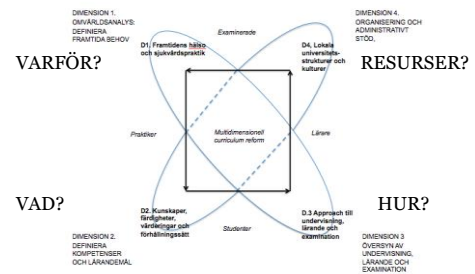 DIMENSION 1.
OMVÄRLDSANALYS:
DEFINIERA
FRAMTIDA BEHOV
DIMENSION 4.
ORGANISERING OCH
ADMINISTRATIVT
STÖD,
Examinerade
D1. Framtidens hälso
och sjukvårdspraktik
D4, Lokala
universitets-
strukturer och
kulturer
VARFÖR?
RESURSER?
Praktiker
Multidimensionell
curriculum reform
Lärare
VAD?
HUR?
D2. Kunskaper,
färdigheter,
värderingar och
förhållningssätt
Studenter
D.3 Approach till
undervisning,
lärande och
examination
DIMENSION 2,
DEFINIERA
KOMPETENSER
OCH LÄRANDEMÅL
DIMENSION 3
ÖVERSYN AV
UNDERVISNING,
LÄRANDE OCH
EXAMINATION